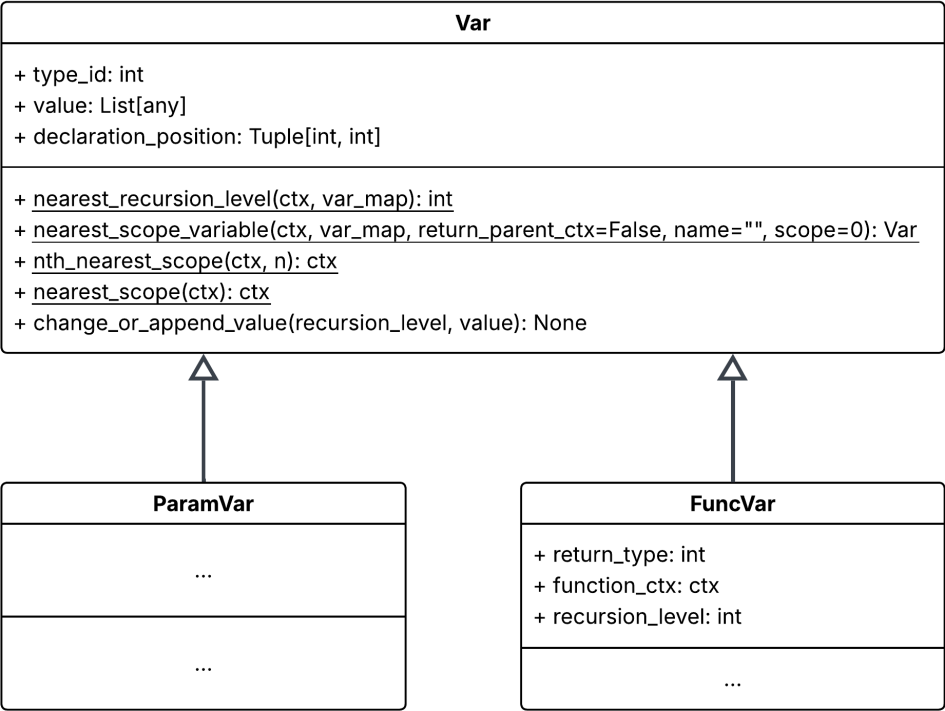 Var
+ type_id: int
+ value: List[any]
+ declaration_position: Tuple[int, int]
+ nearest_recursion_level(ctx, var_map): int
+ nearest_scope_variable(ctx, var_map, return_parent_ctx=False, name="", scope=0): Var
+ nth_nearest_scope(ctx, n): ctx
+ nearest_scope(ctx): ctx
+ change_or_append_value(recursion_level, value): None
ParamVar
...
...
FuncVar
+ return_type: int
+ function_ctx: ctx
+ recursion_level: int
...